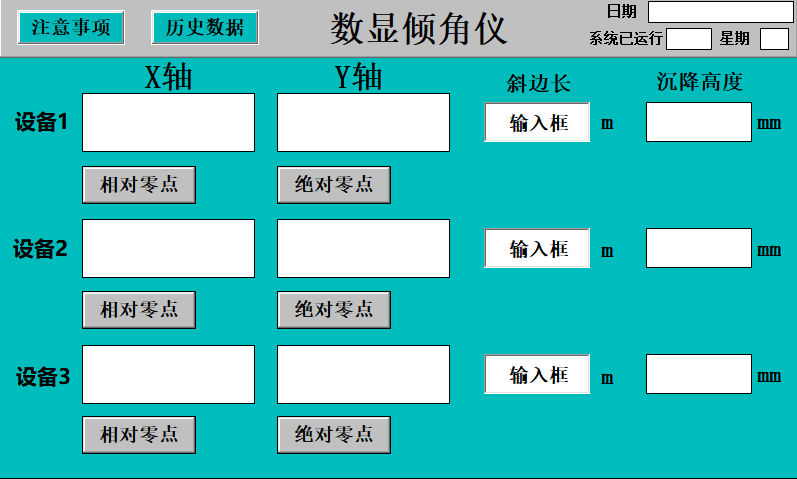 注意事项 历史数据 数显倾角仪 日期
系统已运行 星期
X轴 Y轴 斜边长 沉降高度
设备1 输入框 m mm
相对零点 绝对零点
设备2 输入框 m mm
相对零点 绝对零点
设备3 输入框 m mm
相对零点 绝对零点